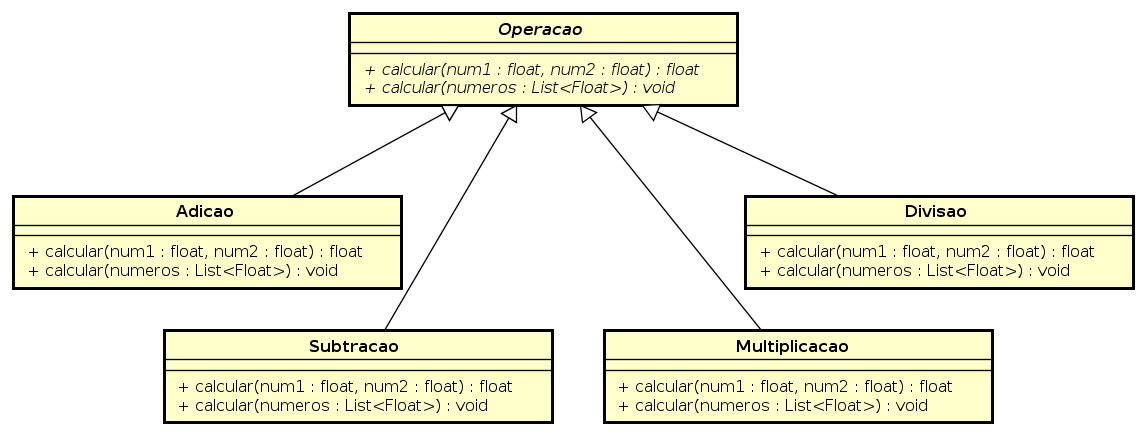 Operacao
+ calcular(num1 : float, num2 : float) : float
+ calcular(numeros : List<Float>) : void
Adicao
+ calcular(num1 : float, num2 : float) : float
+ calcular(numeros : List<Float>) : void
Divisao
+ calcular(num1 : float, num2 : float) : float
+ calcular(numeros : List<Float>) : void
Subtracao
+ calcular(num1 : float, num2 : float) : float
+ calcular(numeros : List<Float>) : void
Multiplicacao
+ calcular(num1 : float, num2 : float) : float
+ calcular(numeros : List<Float>) : void